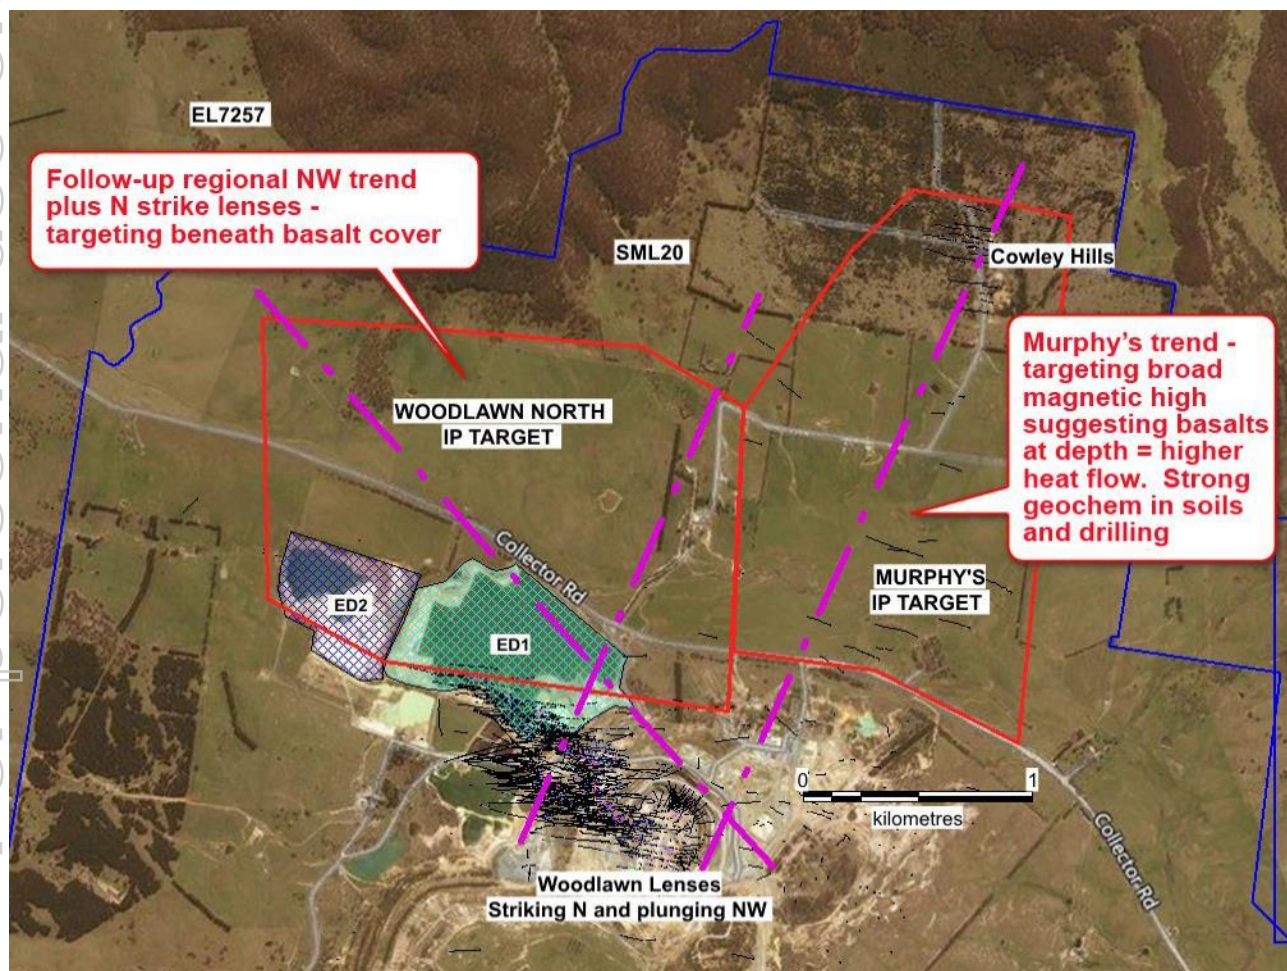 EL7257
Follow-up regional NW trend
plus N strike lenses -
targeting beneath basalt cover
SML20
Cowley Hills
Murphy's trend -
targeting broad
magnetic high
suggesting basalts
at depth = higher
heat flow. Strong
geochem in soils
and drilling
WOODLAWN NORTH
IP TARGET
Collector Rd
MURPHY'S
IP TARGET
ED2
ED1
0
1
kilometres
Collector Rd
Woodlawn Lenses
Striking N and plunging NW